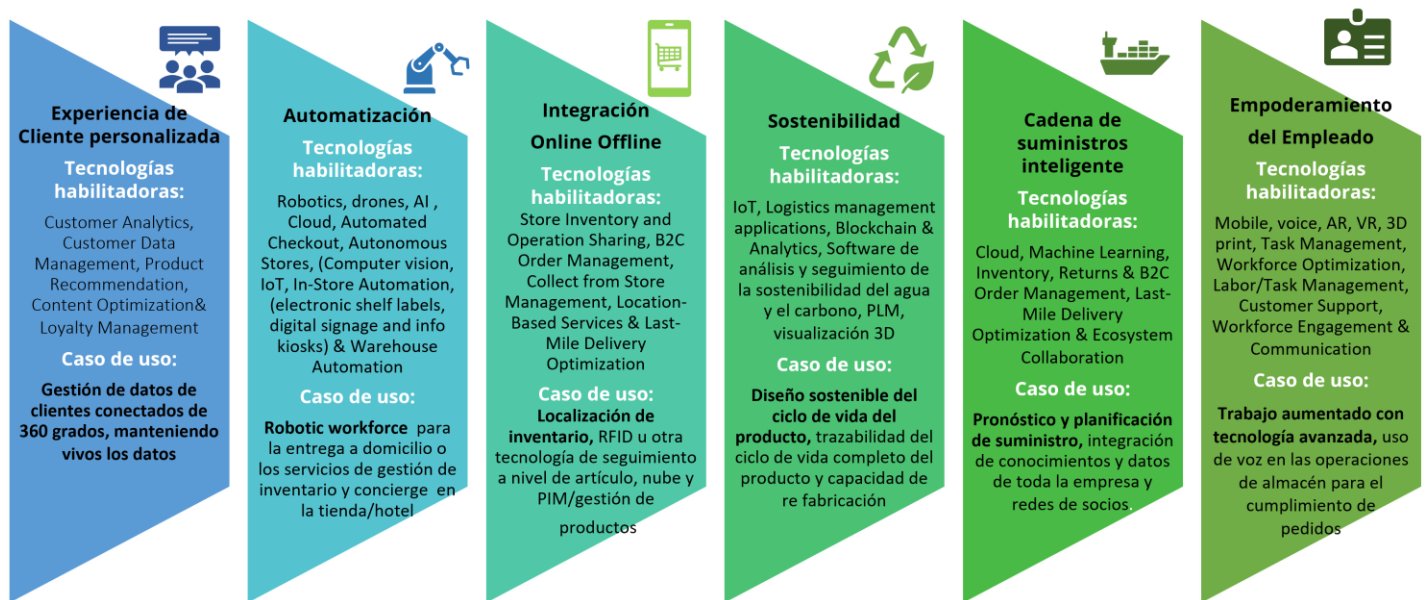 Experiencia de
Cliente personalizada
Tecnologías
habilitadoras:
Customer Analytics,
Customer Data
Management, Product
Recommendation,
Content Optimization&
Loyalty Management
Caso de uso:
Gestión de datos de
clientes conectados de
360 grados, manteniendo
vivos los datos
Automatización
Tecnologías
habilitadoras:
Robotics, drones, AI ,
Cloud, Automated
Checkout, Autonomous
Stores, (Computer vision,
IoT, In-Store Automation,
(electronic shelf labels,
digital signage and info
kiosks) & Warehouse
Automation
Caso de uso:
Robotic workforce para
la entrega a domicilio o
los servicios de gestión de
inventario y concierge en
la tienda/hotel
Integración
Online Offline
Tecnologías
habilitadoras:
Store Inventory and
Operation Sharing, B2C
Order Management,
Collect from Store
Management, Location-
Based Services & Last-
Mile Delivery
Optimization
Caso de uso:
Localización de
inventario, RFID u otra
tecnología de seguimiento
a nivel de artículo, nube y
PIM/gestión de
productos
Sostenibilidad
Tecnologías
habilitadoras:
IoT, Logistics management
applications, Blockchain &
Analytics, Software de
análisis y seguimiento de
la sostenibilidad del agua
y el carbono, PLM,
visualización 3D
Caso de uso:
Diseño sostenible del
ciclo de vida del
producto, trazabilidad del
ciclo de vida completo del
producto y capacidad de
re fabricación
Cadena de
suministros
inteligente
Tecnologías
habilitadoras:
Cloud, Machine Learning,
Inventory, Returns & B2C
Order Management, Last-
Mile Delivery
Optimization & Ecosystem
Collaboration
Caso de uso:
Pronóstico y planificación
de suministro, integración
de conocimientos y datos
de toda la empresa y
redes de socios.
Empoderamiento
del Empleado
Tecnologías
habilitadoras:
Mobile, voice, AR, VR, 3D
print, Task Management,
Workforce Optimization,
Labor/Task Management,
Customer Support,
Workforce Engagement &
Communication
Caso de uso:
Trabajo aumentado con
tecnología avanzada, uso
de voz en las operaciones
de almacén para el
cumplimiento de
pedidos